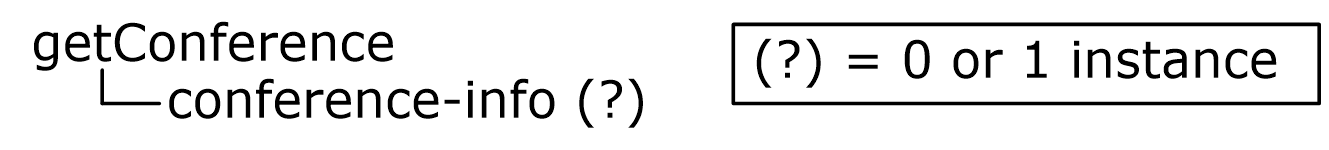 getConference
conference-info (?)
(?) = 0 or 1 instance